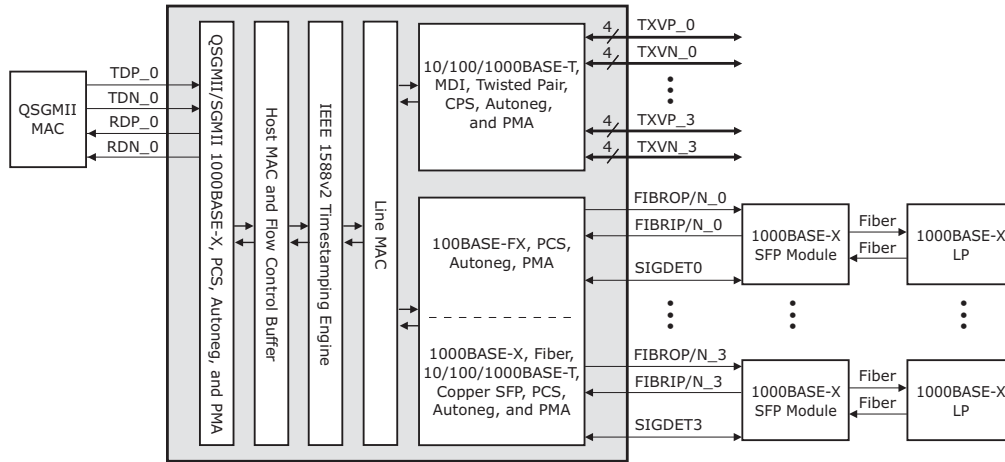 QSGMII
MAC
TDP_0
TDN_0
RDP_0
RDN_0
QSGMII/SGMII 1000BASE-X, PCS, Autoneg, and PMA
Host MAC and Flow Control Buffer
IEEE 1588v2 Timestamping Engine
Line MAC
10/100/1000BASE-T,
MDI, Twisted Pair,
CPS, Autoneg,
and PMA
4 TXVP_0
4 TXVN_0
4 TXVP_3
4 TXVN_3
100BASE-FX, PCS,
Autoneg, PMA
1000BASE-X, Fiber,
10/100/1000BASE-T,
Copper SFP, PCS,
Autoneg, and PMA
FIBROP/N_0
FIBRIP/N_0
SIGDET0
1000BASE-X
SFP Module
Fiber
Fiber
1000BASE-X
LP
FIBROP/N_3
FIBRIP/N_3
SIGDET3
1000BASE-X
SFP Module
Fiber
Fiber
1000BASE-X
LP